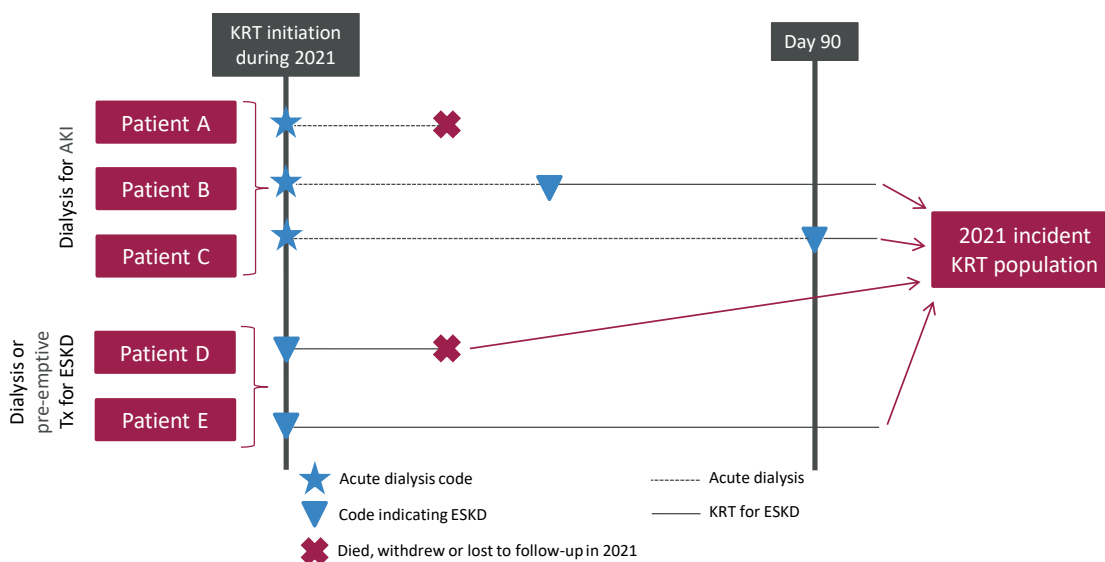 KRT initiation
during 2021
Day 90
Dialysis for AKI
Patient A
Patient B
Patient C
2021 incident
KRT population
Dialysis or
pre-emptive
Tx for ESKD
Patient D
Patient E
Acute dialysis code
Acute dialysis
Code indicating ESKD
KRT for ESKD
Died, withdrew or lost to follow-up in 2021